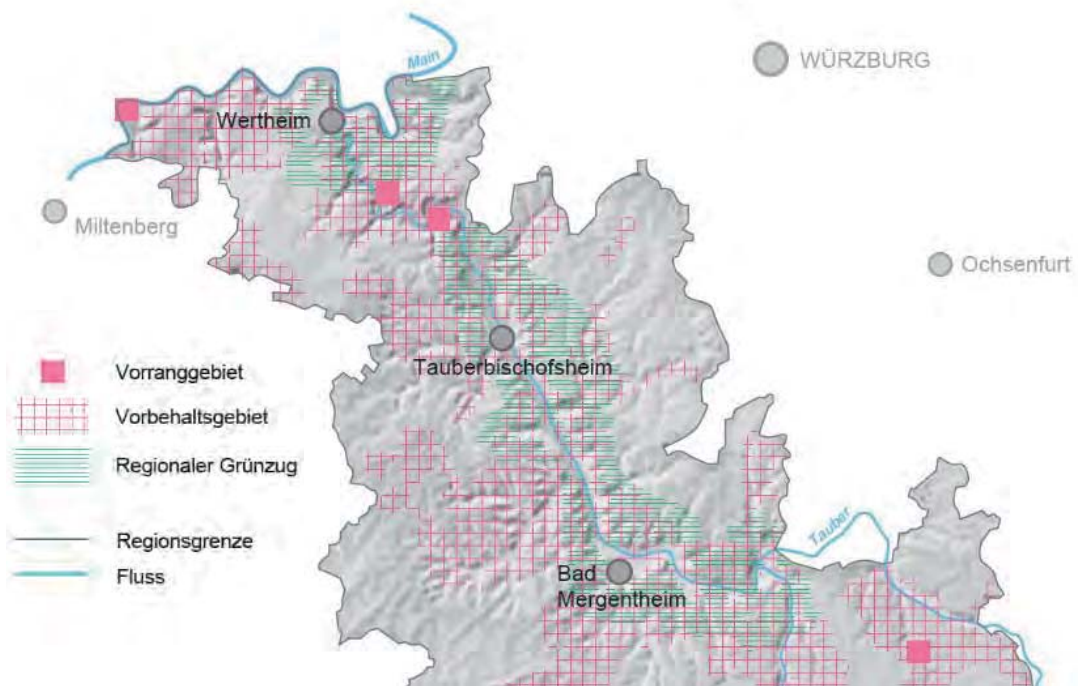 Main
WÜRZBURG
Wertheim
Miltenberg
Ochsenfurt
Tauberbischofsheim
Vorranggebiet
Vorbehaltsgebiet
Regionaler Grünzug
Regionsgrenze
Fluss
Tauber
Bad
Mergentheim